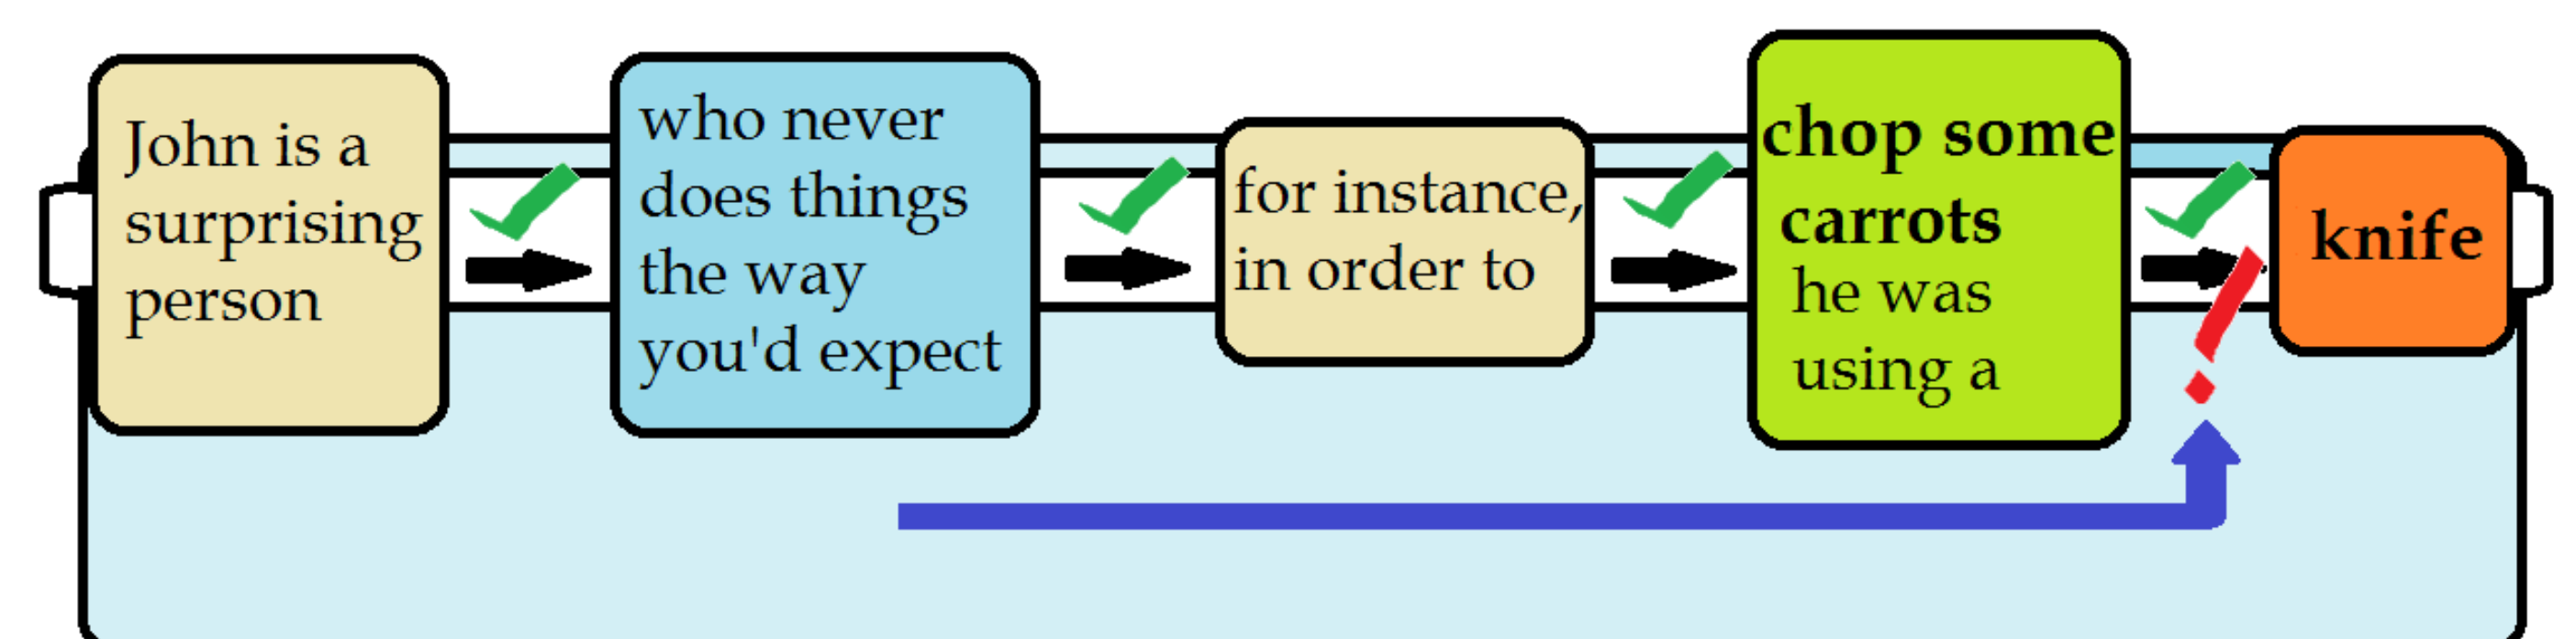 John is a
surprising
person
who never
does things
the way
you'd expect
for instance,
in order to
chop some
carrots
he was
using a
knife